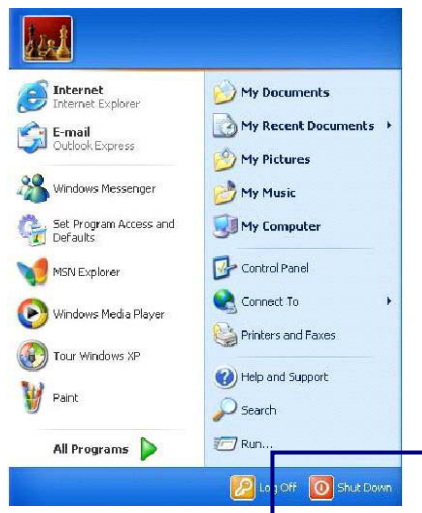 Internet
Internet Explorer
E-mail
Outlook Express
Windows Messenger
Set Program Access and
Defaults
MSN Explorer
Windows Media Player
Tour Windows XP
Paint
All Programs
My Documents
My Recent Documents
My Pictures
My Music
My Computer
Control Panel
Connect To
Printers and Faxes
Help and Support
Search
Run...
Log Off
Shut Down